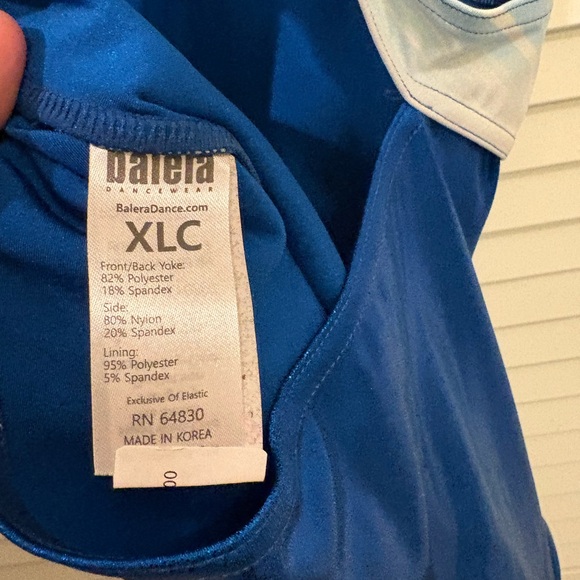 balera
DANCEWEAR
BaleraDance.com
XLC
Front/Back Yoke:
82% Polyester
18% Spandex
Side:
80% Nylon
20% Spandex
Lining:
95% Polyester
5% Spandex
Exclusive Of Elastic
RN 64830
MADE IN KOREA
00